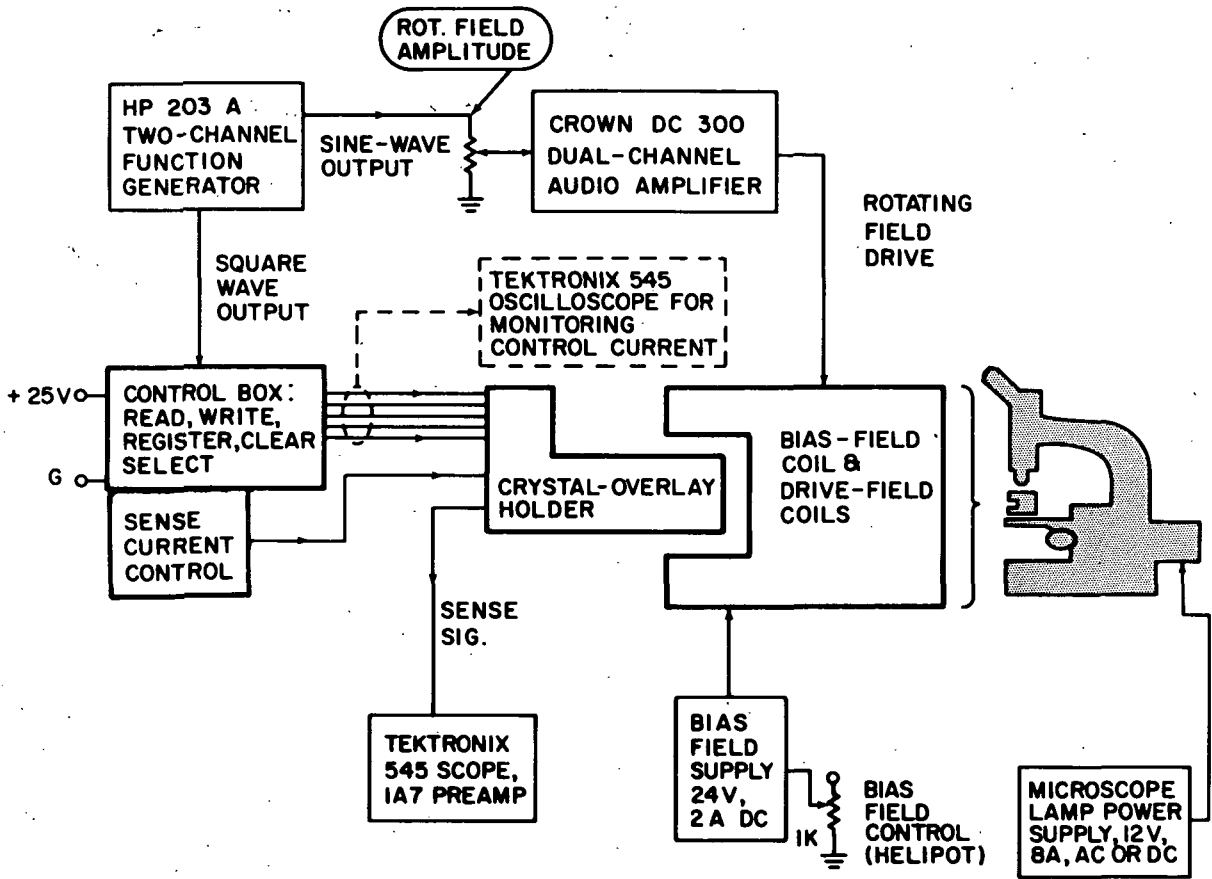 ROT. FIELD
AMPLITUDE
HP 203 A
TWO-CHANNEL
FUNCTION
GENERATOR
SINE-WAVE
OUTPUT
CROWN DC 300
DUAL-CHANNEL
AUDIO AMPLIFIER
ROTATING
FIELD
DRIVE
SQUARE
WAVE
OUTPUT
TEKTRONIX 545
OSCILLOSCOPE FOR
MONITORING
CONTROL CURRENT
+ 25V
CONTROL BOX:
READ, WRITE,
REGISTER, CLEAR
SELECT
G
SENSE
CURRENT
CONTROL
CRYSTAL-OVERLAY
HOLDER
BIAS-FIELD
COIL &
DRIVE-FIELD
COILS
SENSE
SIG.
TEKTRONIX
545 SCOPE,
1A7 PREAMP
BIAS
FIELD
SUPPLY
24V,
2A DC
1K
BIAS
FIELD
CONTROL
(HELIPOT)
MICROSCOPE
LAMP POWER
SUPPLY, 12V,
8A, AC OR DC